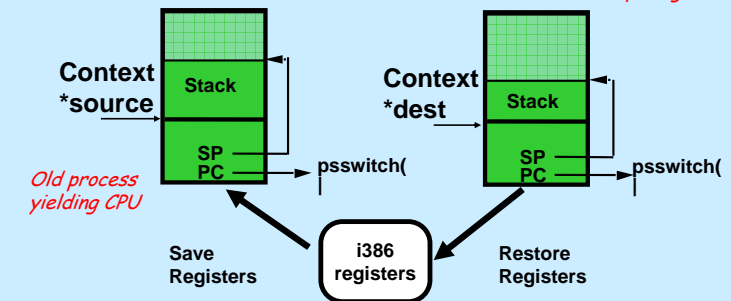 Context
*source
Stack
SP
PC
psswitch(
)
Old process
yielding CPU
Context
*dest
Stack
SP
PC
psswitch(
)
Save
Registers
i386
registers
Restore
Registers